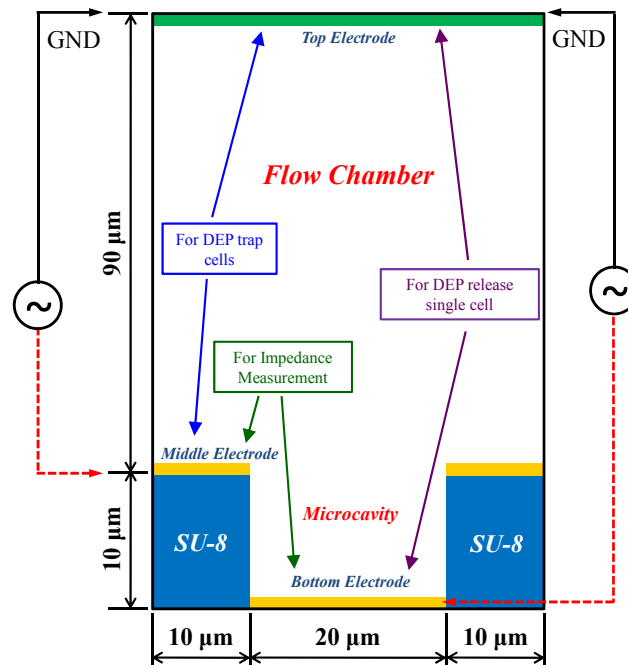 GND
GND
Top Electrode
Flow Chamber
90 μm
For DEP trap
cells
For DEP release
single cell
~
~
For Impedance
Measurement
Middle Electrode
10 μm
SU-8
Microcavity
SU-8
Bottom Electrode
10 μm
20 μm
10 μm